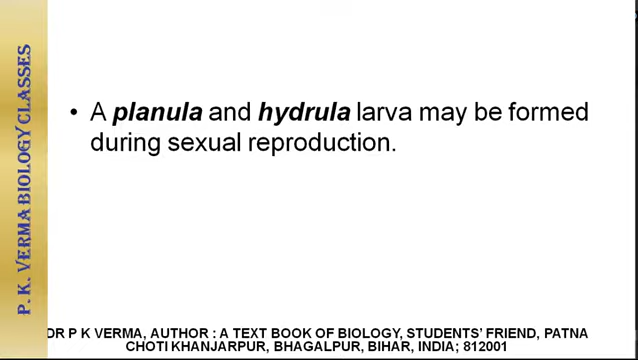 P. K. VERMA BIOLOGY CLASSES
• A planula and hydrula larva may be formed
during sexual reproduction.
DR P K VERMA, AUTHOR : A TEXT BOOK OF BIOLOGY, STUDENTS' FRIEND, PATNA
CHOTI KHANJARPUR, BHAGALPUR, BIHAR, INDIA; 812001